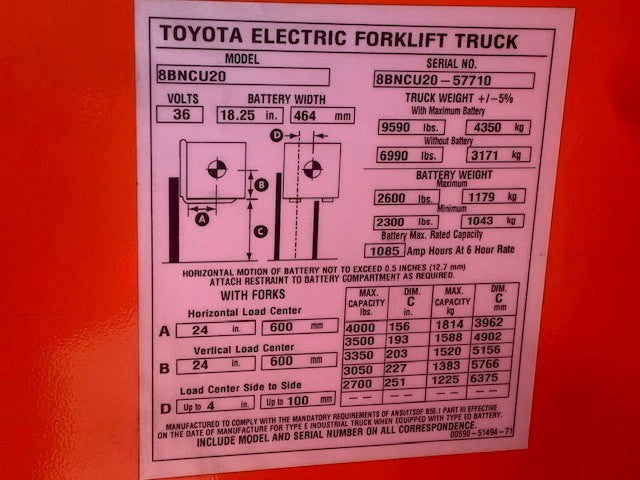 TOYOTA ELECTRIC FORKLIFT TRUCK
MODEL
8BNCU20
SERIAL NO.
8BNCU20-57710
VOLTS
36
BATTERY WIDTH
18.25 in. 464 mm
TRUCK WEIGHT +/-5%
With Maximum Battery
9590 lbs. 4350 kg
Without Battery
6990 lbs. 3171 kg
BATTERY WEIGHT
Maximum
2600 lbs. 1179 kg
Minimum
2300 lbs. 1043 kg
Battery Max. Rated Capacity
1085 Amp Hours At 6 Hour Rate
D
B
A
C
HORIZONTAL MOTION OF BATTERY NOT TO EXCEED 0.5 INCHES (12.7 mm)
ATTACH RESTRAINT TO BATTERY COMPARTMENT AS REQUIRED.
WITH FORKS
Horizontal Load Center
A 24 in. 600 mm
Vertical Load Center
B 24 in. 600 mm
Load Center Side to Side
D Up to 4 in. Up to 100 mm
MAX. CAPACITY lbs. DIM. C in. MAX. CAPACITY kg DIM. C mm
4000 156 1814 3962
3500 193 1588 4902
3350 203 1520 5156
3050 227 1383 5766
2700 251 1225 6375
— — — — — — — —
MANUFACTURED TO COMPLY WITH THE MANDATORY REQUIREMENTS OF ANSI/ITSDF B56.1 PART III EFFECTIVE
ON THE DATE OF MANUFACTURE FOR TYPE E INDUSTRIAL TRUCK WHEN EQUIPPED WITH TYPE EO BATTERY.
INCLUDE MODEL AND SERIAL NUMBER ON ALL CORRESPONDENCE.
00590-51494-71